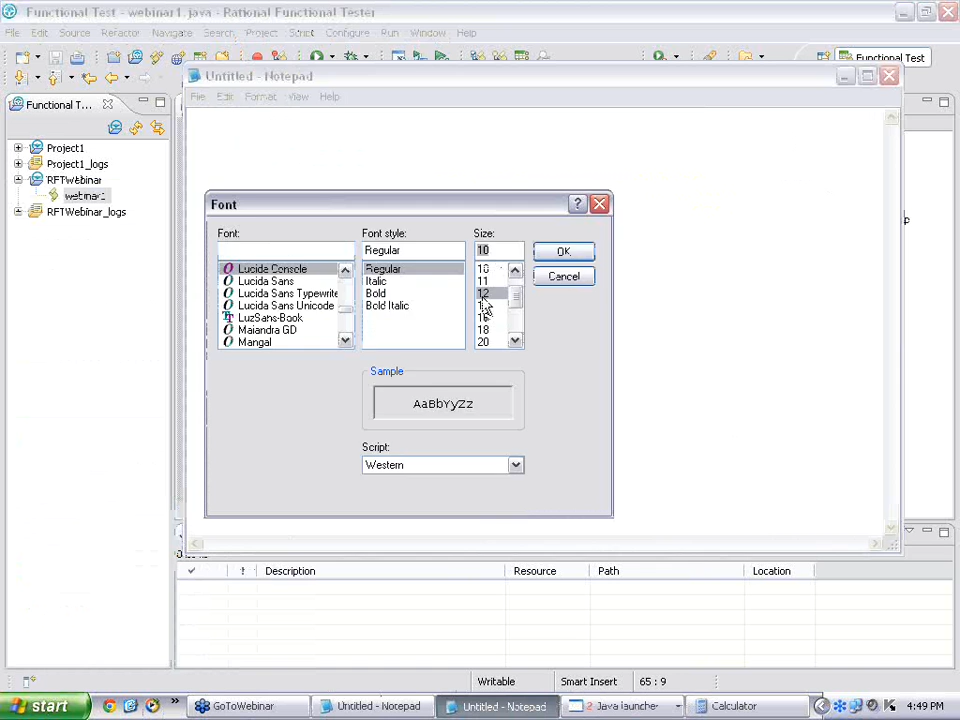 Functional Test - webinar1.java - Rational Functional Tester
File Edit Source Refactor Navigate Search Project Script Configure Run Window Help
Functional Test
Untitled - Notepad
File Edit Format View Help
Functional T...
Project1
Project1_logs
RFTWebinar
webinar1
RFTWebinar_logs
Font
Font:
Font style:
Size:
Regular
10
OK
Cancel
Lucida Console
Lucida Sans
Lucida Sans Typewrite
Lucida Sans Unicode
LuzSans-Book
Maiandra GD
Mangal
Regular
Italic
Bold
Bold Italic
10
11
12
18
20
Sample
AaBbYyZz
Script:
Western
! Description Resource Path Location
Writable Smart Insert 65 : 9
start
GoToWebinar
Untitled - Notepad
Untitled - Notepad
2 Java launche
Calculator
4:49 PM